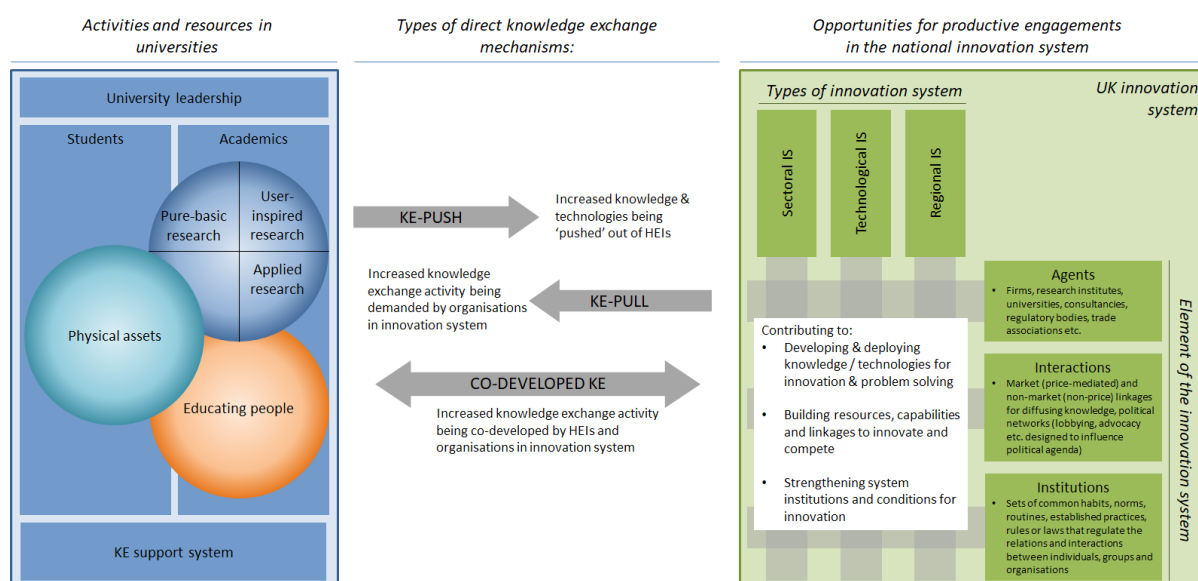 Activities and resources in
universities
University leadership
Students
Academics
Pure-basic
research
User-
inspired
research
Applied
research
Physical assets
Educating people
KE support system
Types of direct knowledge exchange
mechanisms:
KE-PUSH
Increased knowledge &
technologies being
‘pushed’ out of HEIs
Increased knowledge
exchange activity being
demanded by organisations
in innovation system
KE-PULL
CO-DEVELOPED KE
Increased knowledge exchange activity
being co-developed by HEIs and
organisations in innovation system
Opportunities for productive engagements
in the national innovation system
Types of innovation system
UK innovation
system
Sectoral IS
Technological IS
Regional IS
Contributing to:
• Developing & deploying
knowledge / technologies for
innovation & problem solving
• Building resources, capabilities
and linkages to innovate and
compete
• Strengthening system
institutions and conditions for
innovation
Agents
• Firms, research institutes,
universities, consultancies,
regulatory bodies, trade
associations etc.
Interactions
• Market (price-mediated) and
non-market (non-price) linkages
for diffusing knowledge, political
networks (lobbying, advocacy
etc. designed to influence
political agenda)
Institutions
• Sets of common habits, norms,
routines, established practices,
rules or laws that regulate the
relations and interactions
between individuals, groups and
organisations
Element of the innovation system